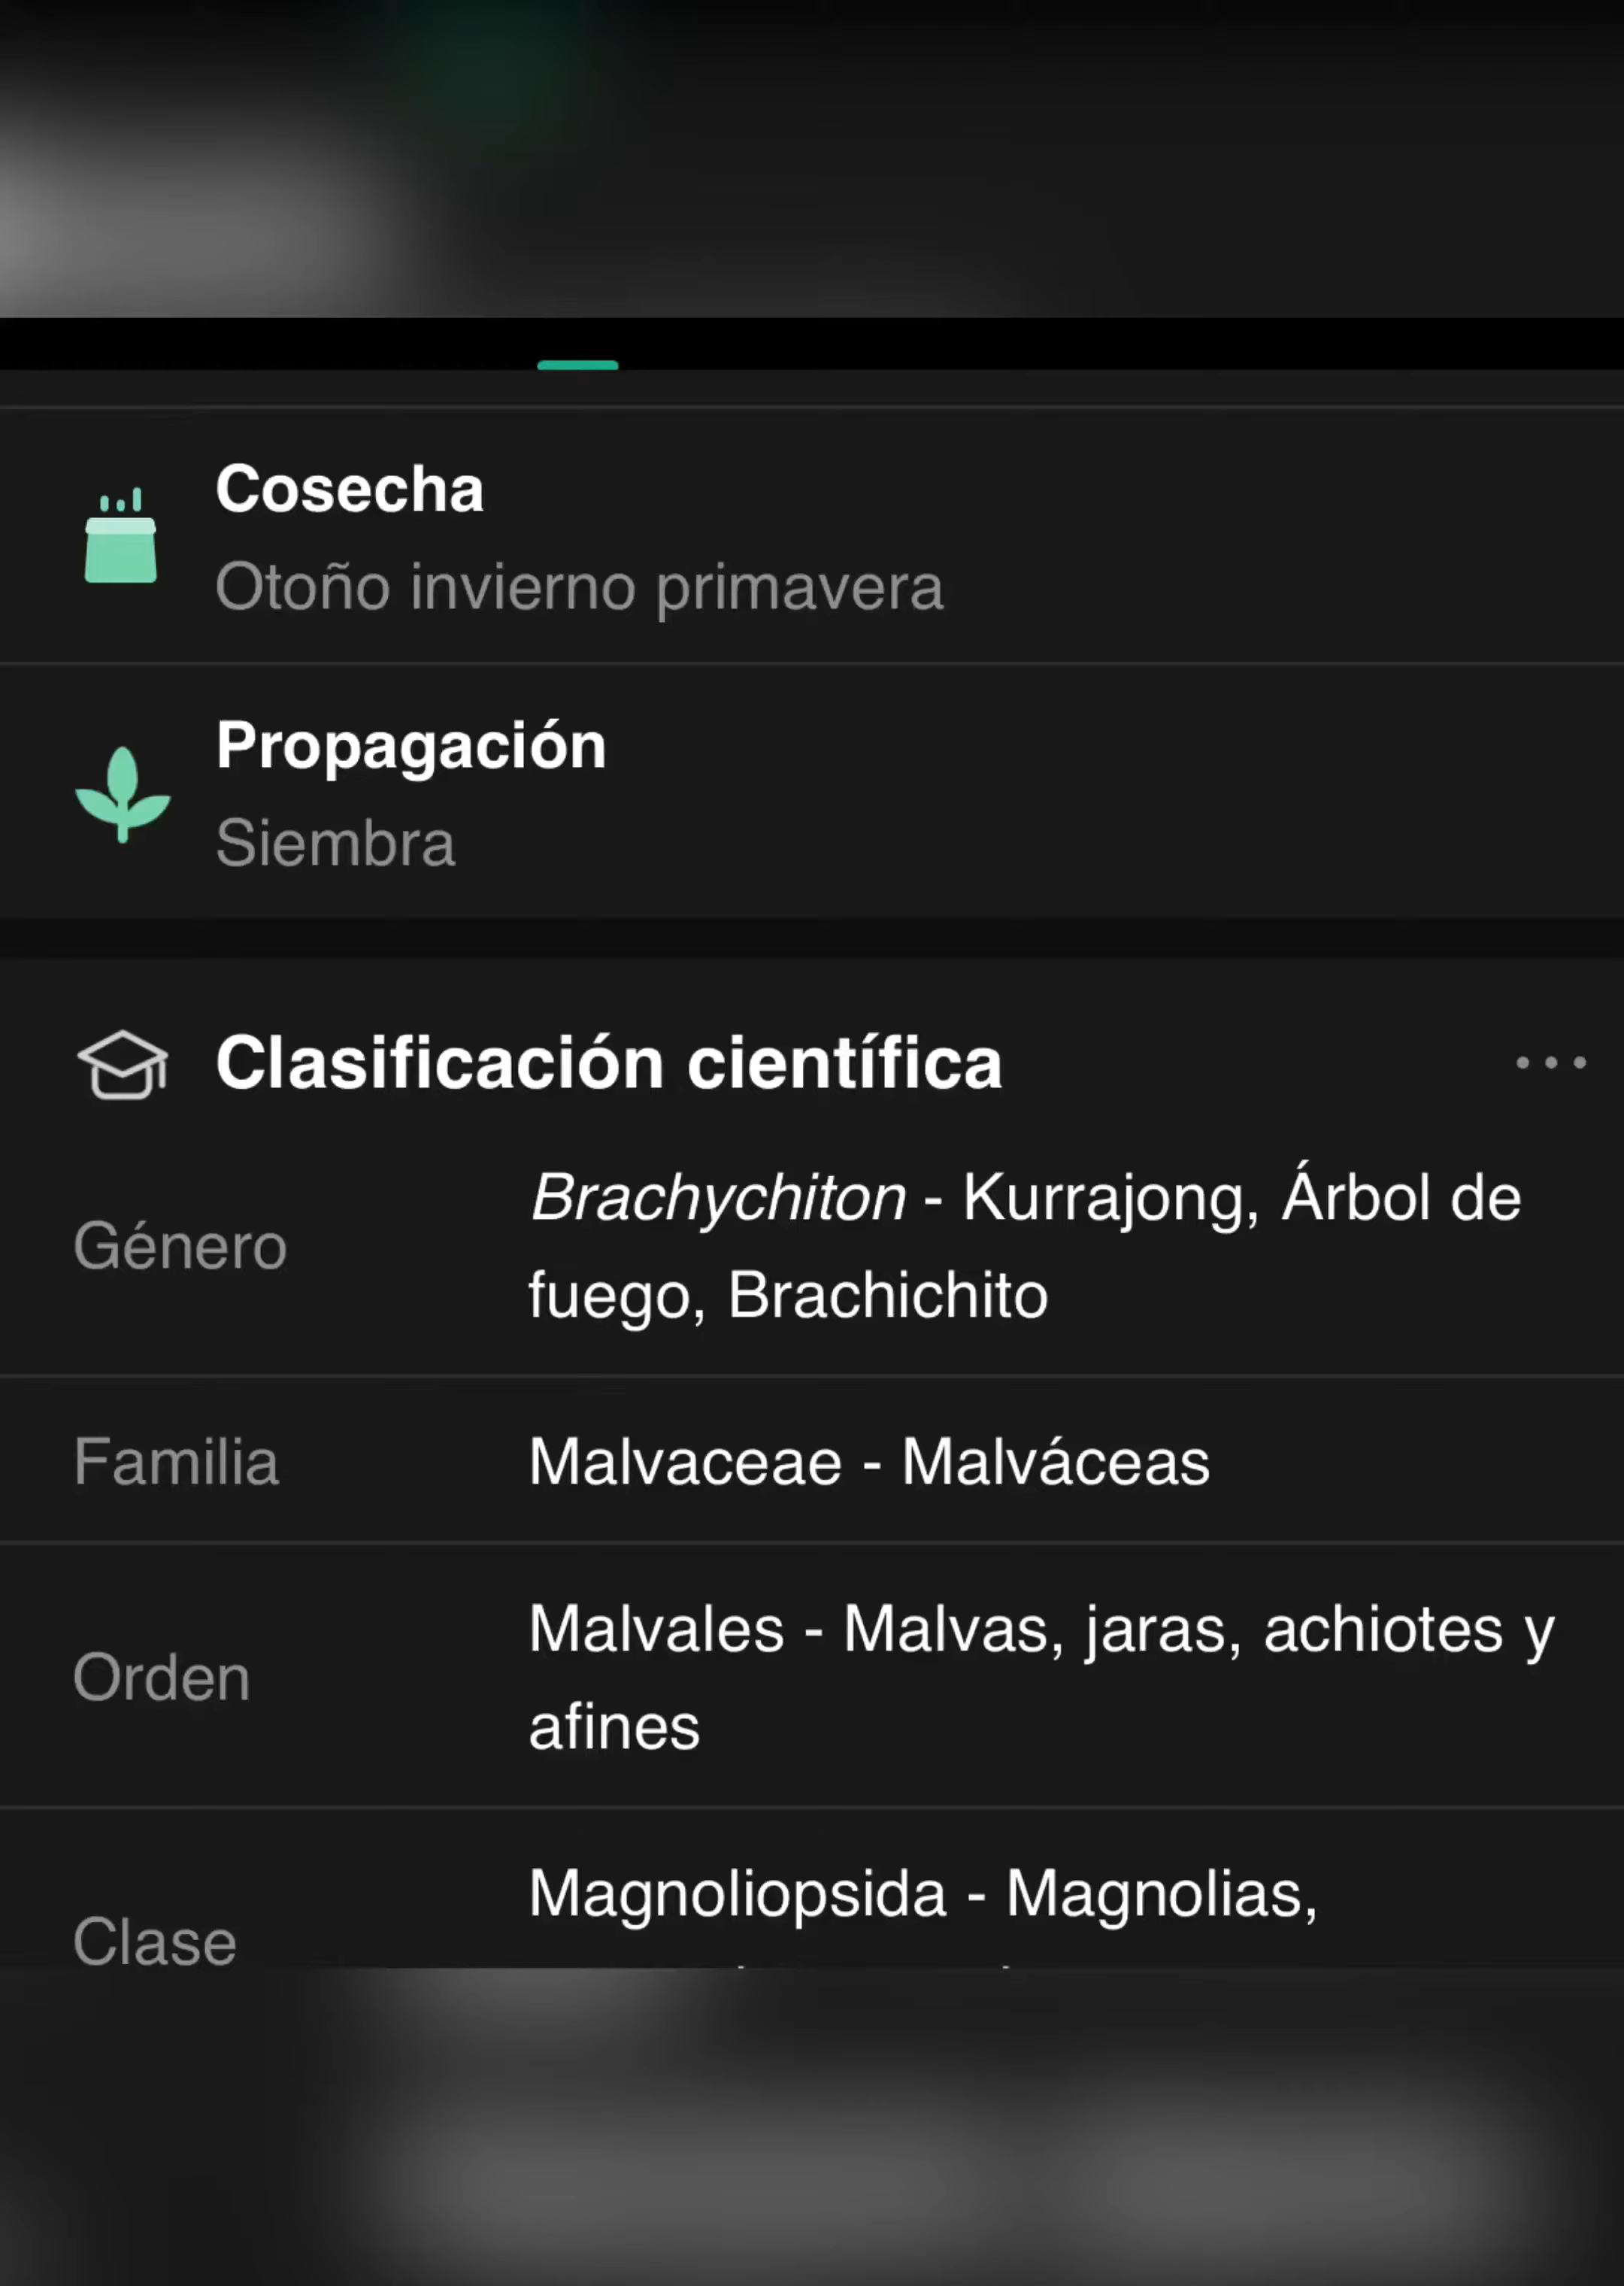 Cosecha
Otoño invierno primavera
Propagación
Siembra
Clasificación científica
Género
Brachychiton - Kurrajong, Árbol de
fuego, Brachichito
Familia
Malvaceae - Malváceas
Orden
Malvales - Malvas, jaras, achiotes y
afines
Clase
Magnoliopsida - Magnolias,